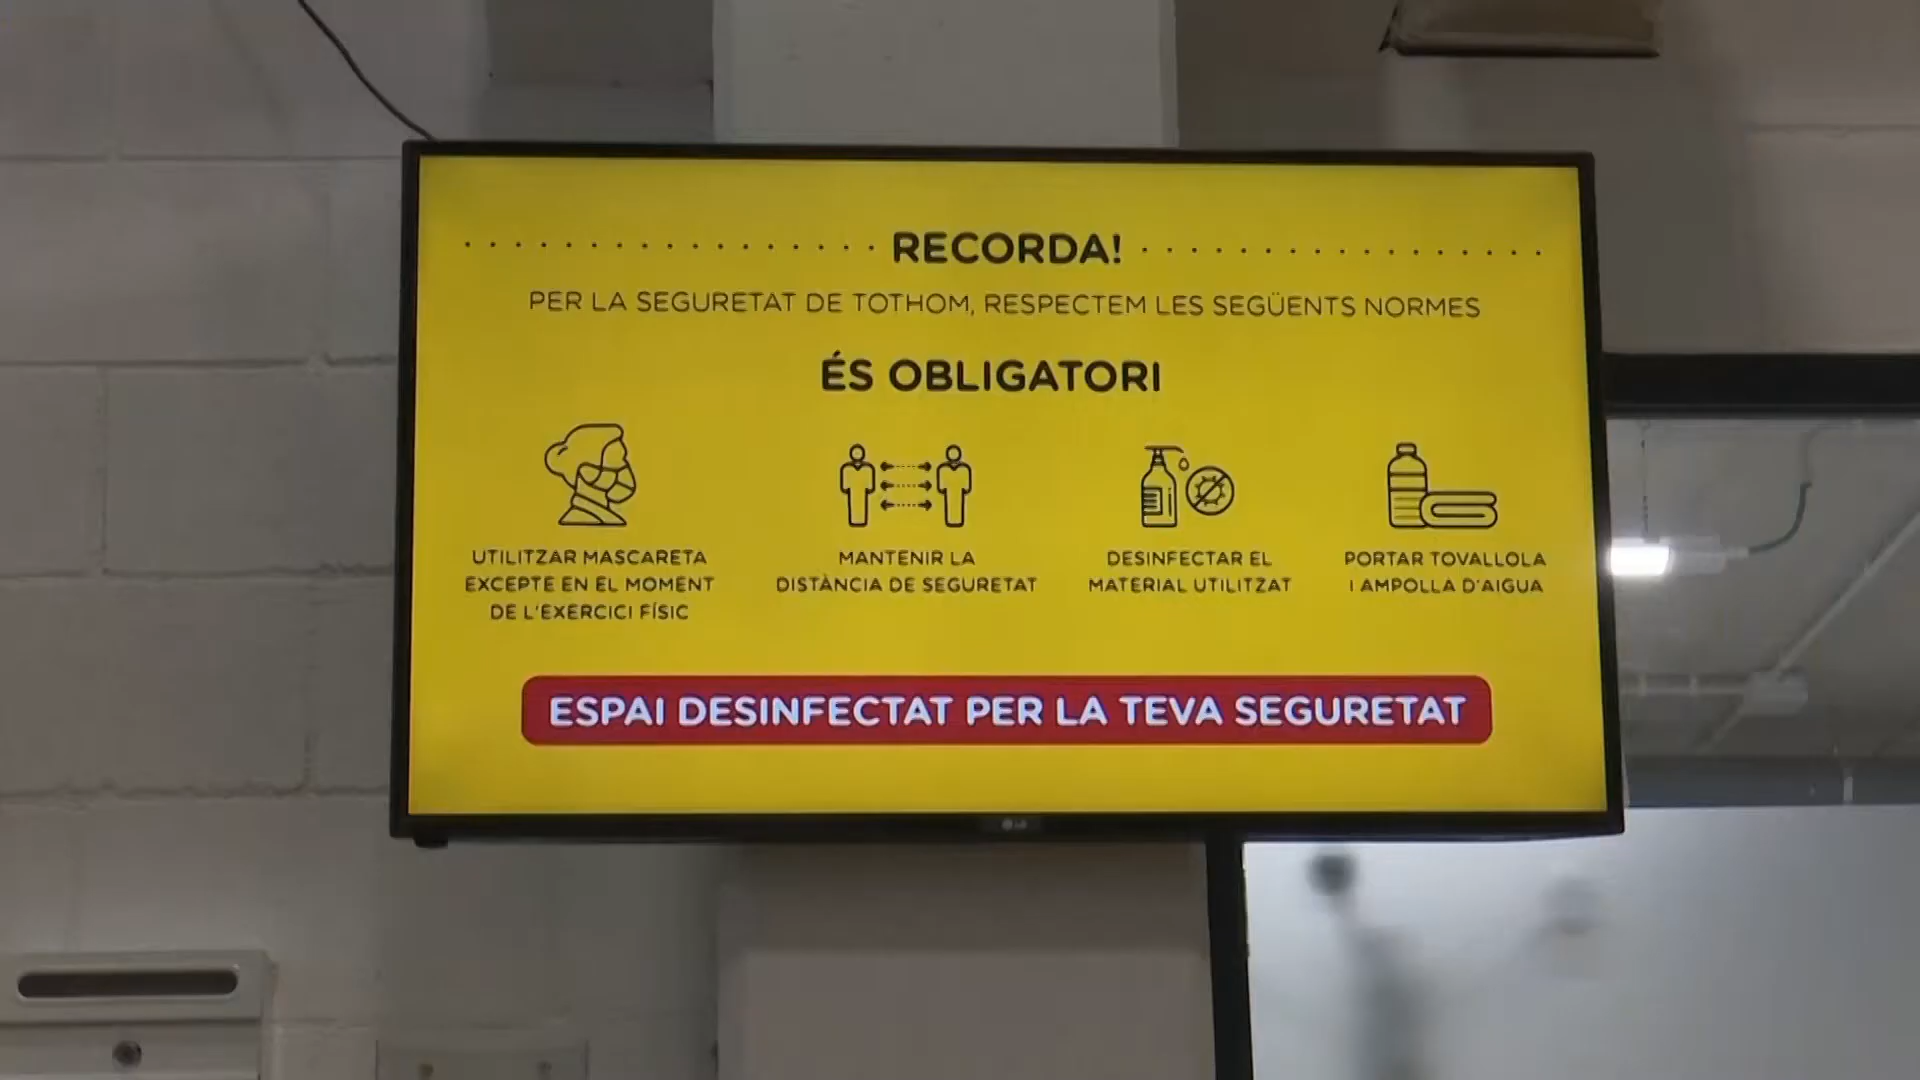 RECORDA!
PER LA SEGURETAT DE TOTHOM, RESPECTEM LES SEGÜENTS NORMES
ÉS OBLIGATORI
UTILITZAR MASCARETA
EXCEPTE EN EL MOMENT
DE L'EXERCICI FÍSIC
MANTENIR LA
DISTÀNCIA DE SEGURETAT
DESINFECTAR EL
MATERIAL UTILITZAT
PORTAR TOVALLOLA
I AMPOLLA D'AIGUA
ESPAI DESINFECTAT PER LA TEVA SEGURETAT
LG